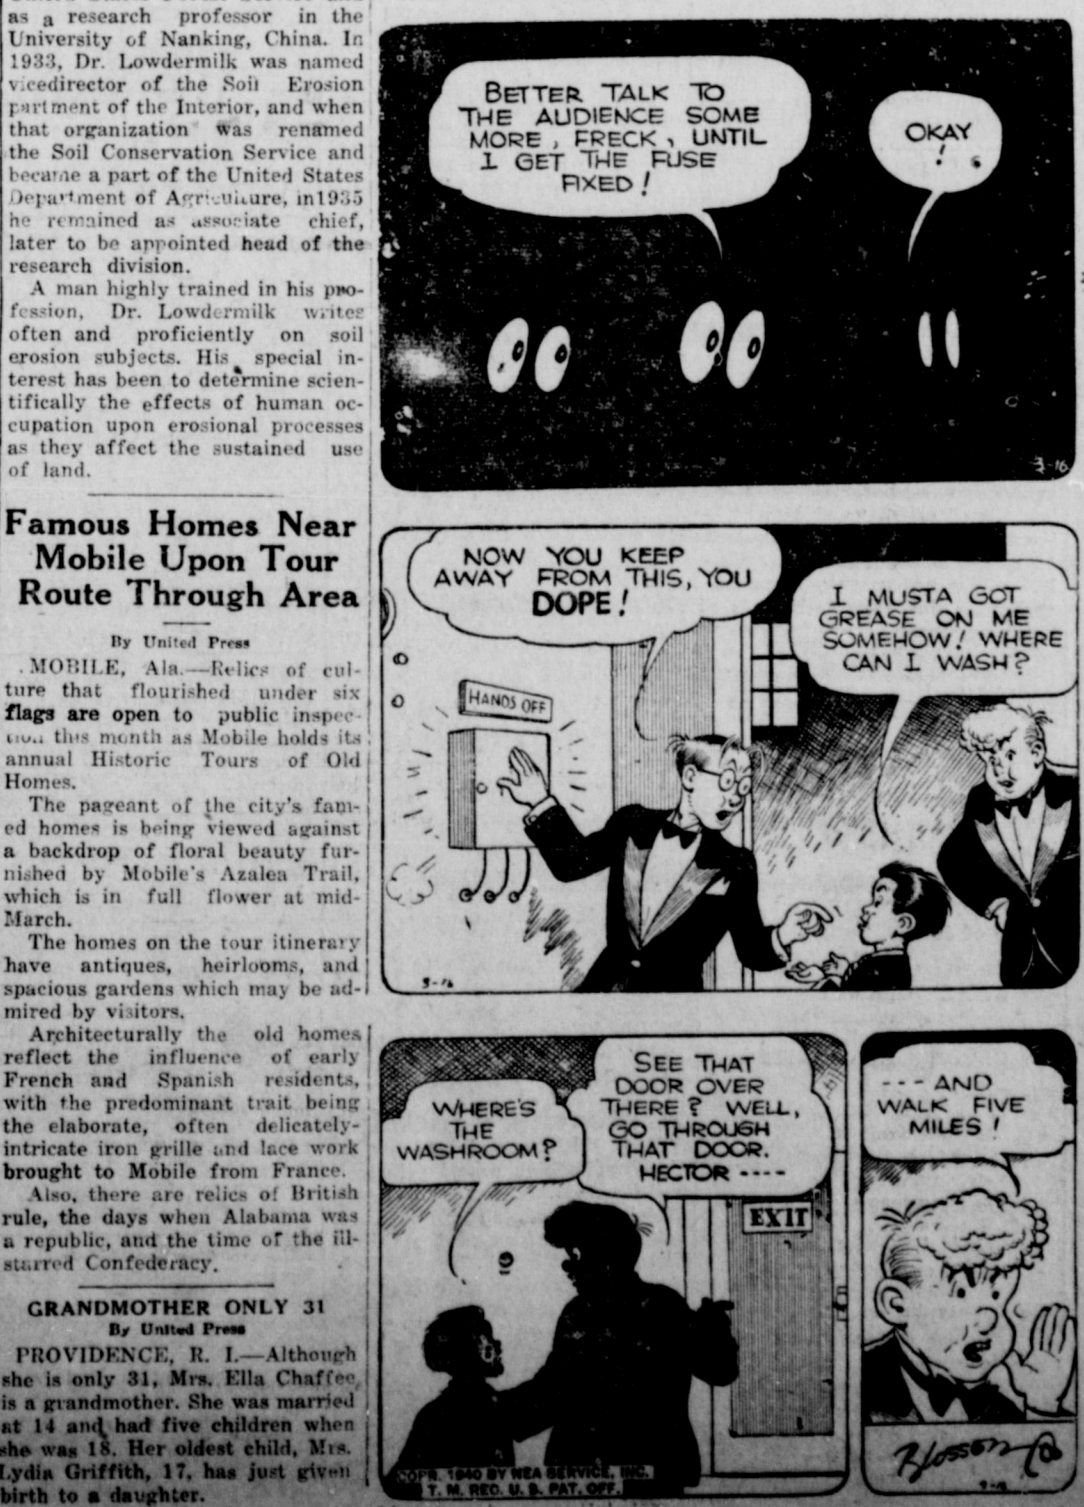 as a research professor in the
University of Nanking, China. In
1933, Dr. Lowdermilk was named
vicedirector of the Soil Erosion
partment of the Interior, and when
that organization was renamed
the Soil Conservation Service and
became a part of the United States
Department of Agriculture, in1935
he remained as associate chief,
later to be appointed head of the
research division.
A man highly trained in his pro-
fession, Dr. Lowdermilk writes
often and proficiently on soil
erosion subjects. His special in-
terest has been to determine scien-
tifically the effects of human oc-
cupation upon erosional processes
as they affect the sustained use
of land.
Famous Homes Near
Mobile Upon Tour
Route Through Area
By United Press
MOBILE, Ala.—Relics of cul-
ture that flourished under six
flags are open to public inspec-
tion this month as Mobile holds its
annual Historic Tours of Old
Homes.
The pageant of the city's fam-
ed homes is being viewed against
a backdrop of floral beauty fur-
nished by Mobile's Azalea Trail,
which is in full flower at mid-
March.
The homes on the tour itinerary
have antiques, heirlooms, and
spacious gardens which may be ad-
mired by visitors.
Architecturally the old homes
reflect the influence of early
French and Spanish residents,
with the predominant trait being
the elaborate, often delicately-
intricate iron grille and lace work
brought to Mobile from France.
Also, there are relics of British
rule, the days when Alabama was
a republic, and the time of the ill-
starred Confederacy.
GRANDMOTHER ONLY 31
By United Press
PROVIDENCE, R. I.—Although
she is only 31, Mrs. Ella Chaffee,
is a grandmother. She was married
at 14 and had five children when
she was 18. Her oldest child, Mrs.
Lydia Griffith, 17, has just given
birth to a daughter.
BETTER TALK TO
THE AUDIENCE SOME
MORE, FRECK, UNTIL
I GET THE FUSE
FIXED!
OKAY
!
3-16
NOW YOU KEEP
AWAY FROM THIS, YOU
DOPE!
I MUSTA GOT
GREASE ON ME
SOMEHOW! WHERE
CAN I WASH?
HANDS OFF
3-16
WHERE'S
THE
WASHROOM?
SEE THAT
DOOR OVER
THERE? WELL,
GO THROUGH
THAT DOOR.
HECTOR ----
EXIT
COPR. 1940 BY NEA SERVICE, INC.
T. M. REG. U. S. PAT. OFF.
--- AND
WALK FIVE
MILES!
BLOSSER